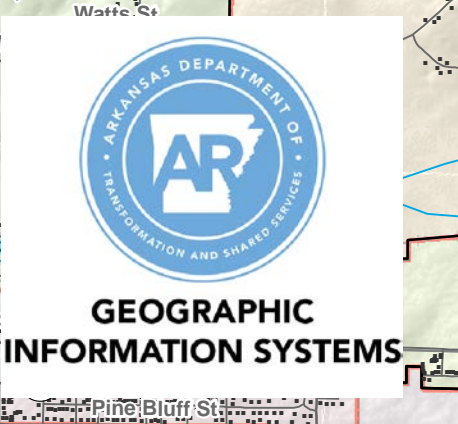 Watts St
ARKANSAS DEPARTMENT OF
AR
TRANSFORMATION AND SHARED SERVICES
GEOGRAPHIC
INFORMATION SYSTEMS
Pine Bluff St